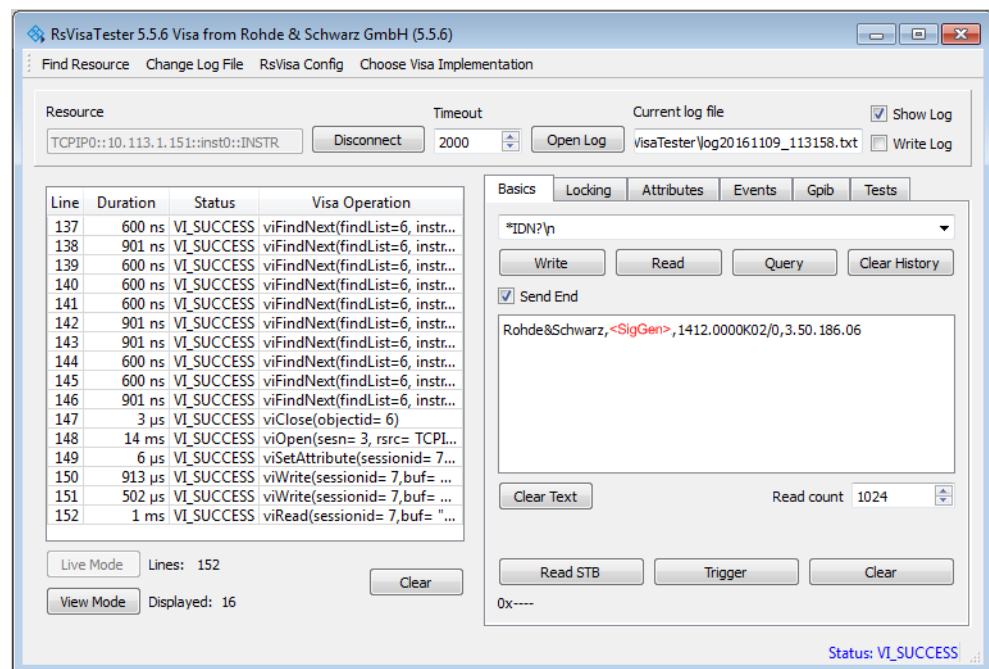 RsVisaTester 5.5.6 Visa from Rohde & Schwarz GmbH (5.5.6)
Find Resource Change Log File RsVisa Config Choose Visa Implementation
Resource Timeout Current log file Show Log
TCPIP0::10.113.1.151::inst0::INSTR Disconnect 2000 Open Log VisaTester\log20161109_113158.txt Write Log
Basics Locking Attributes Events Gpib Tests
Line Duration Status Visa Operation
137 600 ns VI_SUCCESS viFindNext(findList=6, instr...
138 901 ns VI_SUCCESS viFindNext(findList=6, instr...
139 600 ns VI_SUCCESS viFindNext(findList=6, instr...
140 600 ns VI_SUCCESS viFindNext(findList=6, instr...
141 600 ns VI_SUCCESS viFindNext(findList=6, instr...
142 901 ns VI_SUCCESS viFindNext(findList=6, instr...
143 901 ns VI_SUCCESS viFindNext(findList=6, instr...
144 600 ns VI_SUCCESS viFindNext(findList=6, instr...
145 600 ns VI_SUCCESS viFindNext(findList=6, instr...
146 901 ns VI_SUCCESS viFindNext(findList=6, instr...
147 3 µs VI_SUCCESS viClose(objectid= 6)
148 14 ms VI_SUCCESS viOpen(sesn= 3, rsrc= TCPI...
149 6 µs VI_SUCCESS viSetAttribute(sessionid= 7...
150 913 µs VI_SUCCESS viWrite(sessionid= 7,buf= ...
151 502 µs VI_SUCCESS viWrite(sessionid= 7,buf= ...
152 1 ms VI_SUCCESS viRead(sessionid= 7,buf= "...
Live Mode Lines: 152
Clear
View Mode Displayed: 16
*IDN?\n
Write Read Query Clear History
Send End
Rohde&Schwarz,<SigGen>,1412.0000K02/0,3.50.186.06
Clear Text Read count 1024
Read STB Trigger Clear
0x----
Status: VI_SUCCESS